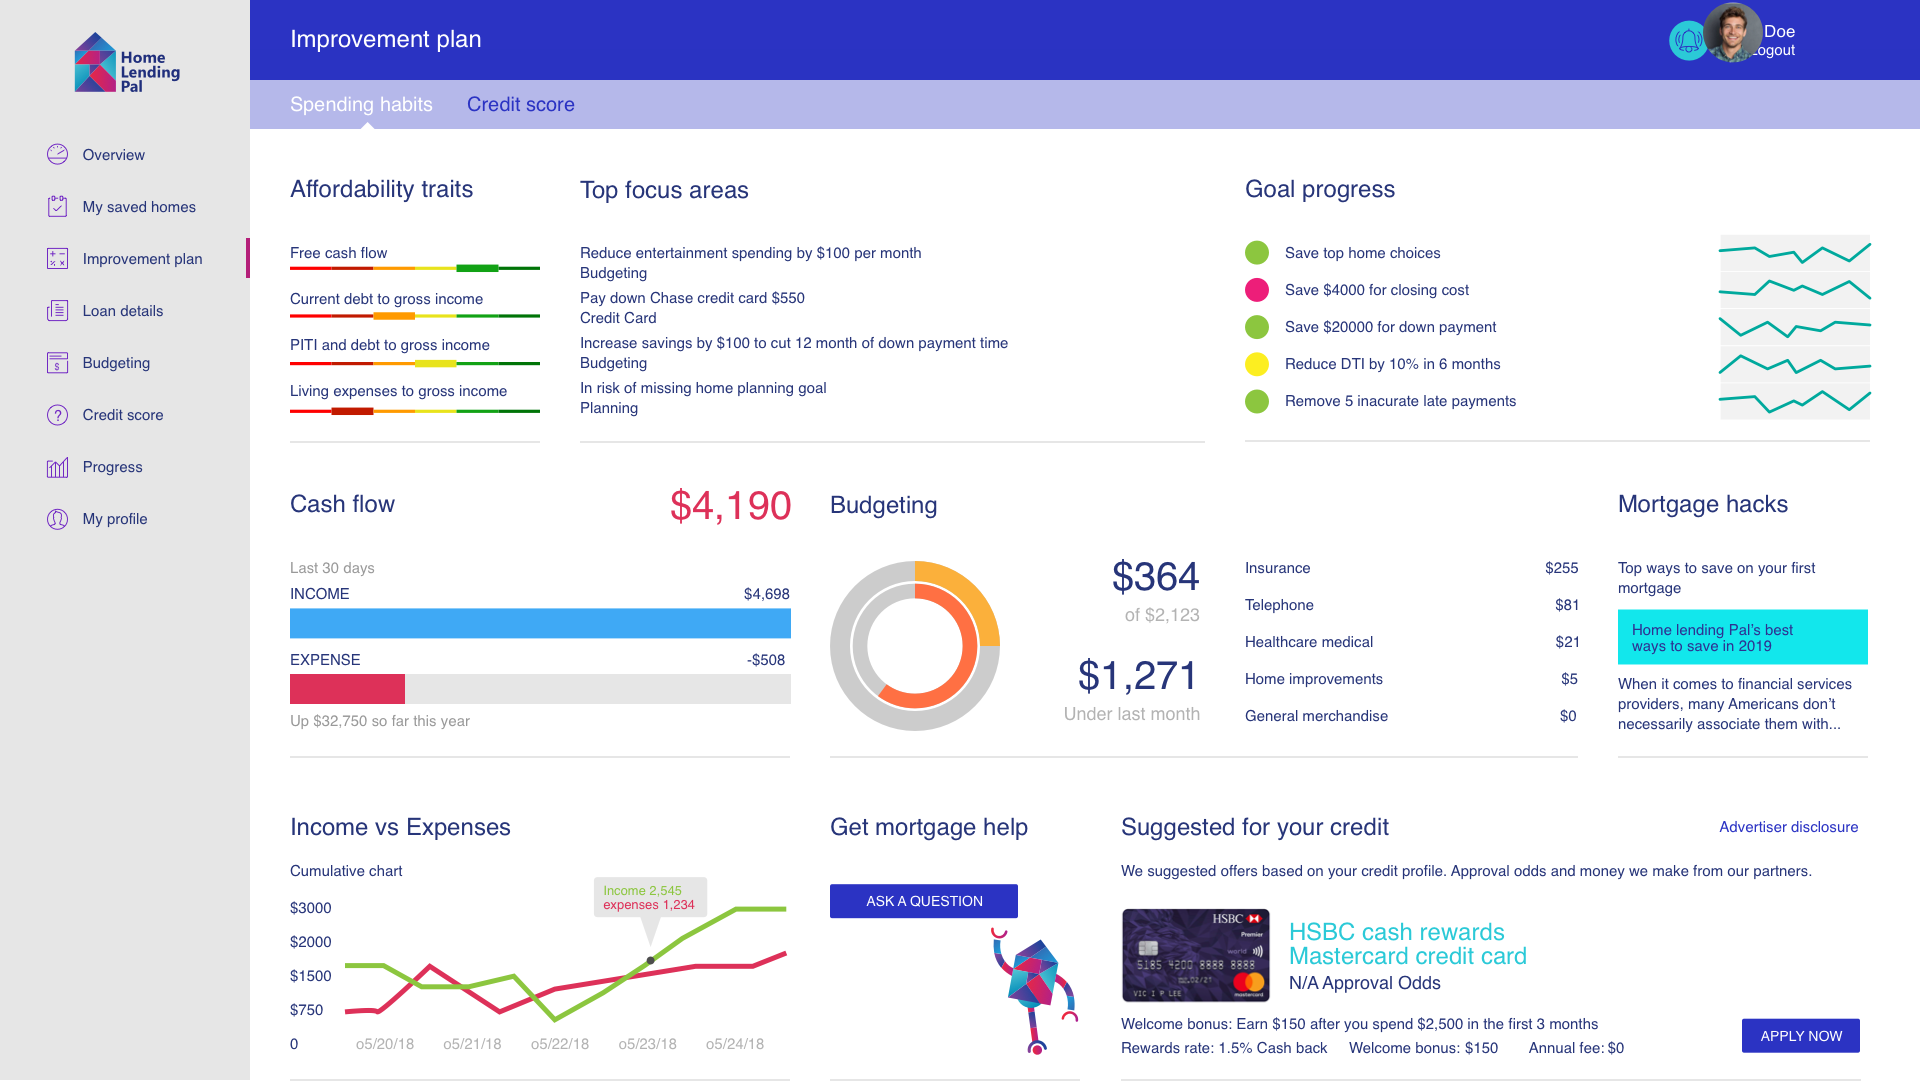 Home
Lending
Pal
Overview
My saved homes
Improvement plan
Loan details
Budgeting
Credit score
Progress
My profile
Improvement plan
Doe
Logout
Spending habits
Credit score
Affordability traits
Free cash flow
Current debt to gross income
PITI and debt to gross income
Living expenses to gross income
Top focus areas
Reduce entertainment spending by $100 per month
Budgeting
Pay down Chase credit card $550
Credit Card
Increase savings by $100 to cut 12 month of down payment time
Budgeting
In risk of missing home planning goal
Planning
Goal progress
Save top home choices
Save $4000 for closing cost
Save $20000 for down payment
Reduce DTI by 10% in 6 months
Remove 5 inacurate late payments
Cash flow
$4,190
Last 30 days
INCOME $4,698
EXPENSE -$508
Up $32,750 so far this year
Budgeting
$364
of $2,123
$1,271
Under last month
Insurance $255
Telephone $81
Healthcare medical $21
Home improvements $5
General merchandise $0
Mortgage hacks
Top ways to save on your first
mortgage
Home lending Pal's best
ways to save in 2019
When it comes to financial services
providers, many Americans don't
necessarily associate them with...
Income vs Expenses
Cumulative chart
Income 2,545
expenses 1,234
$3000
$2000
$1500
$750
0
o5/20/18 o5/21/18 o5/22/18 o5/23/18 o5/24/18
Get mortgage help
ASK A QUESTION
Suggested for your credit
Advertiser disclosure
We suggested offers based on your credit profile. Approval odds and money we make from our partners.
HSBC
Premier
world
5185 4200 8888 8888
VIC I P LEE
mastercard
HSBC cash rewards
Mastercard credit card
N/A Approval Odds
Welcome bonus: Earn $150 after you spend $2,500 in the first 3 months
Rewards rate: 1.5% Cash back Welcome bonus: $150 Annual fee: $0
APPLY NOW